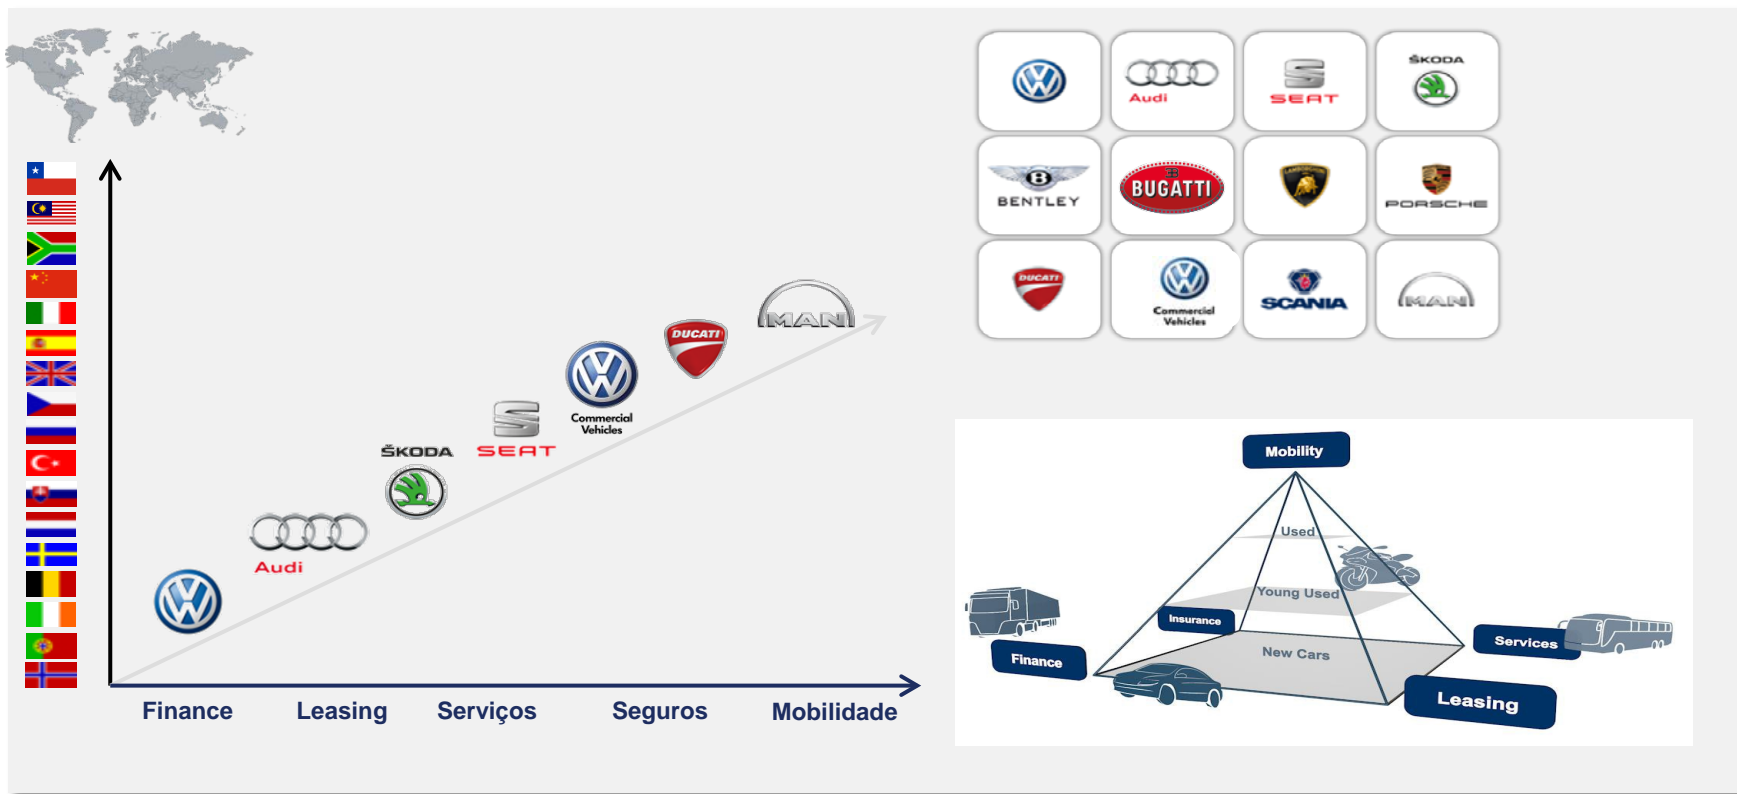 Audi
SEAT
ŠKODA
BENTLEY
BUGATTI
LAMBORGHINI
PORSCHE
DUCATI
Commercial
Vehicles
SCANIA
MAN
MAN
DUCATI
Commercial
Vehicles
SEAT
ŠKODA
Audi
Finance
Leasing
Serviços
Seguros
Mobilidade
Mobility
Used
Young Used
Insurance
New Cars
Finance
Services
Leasing